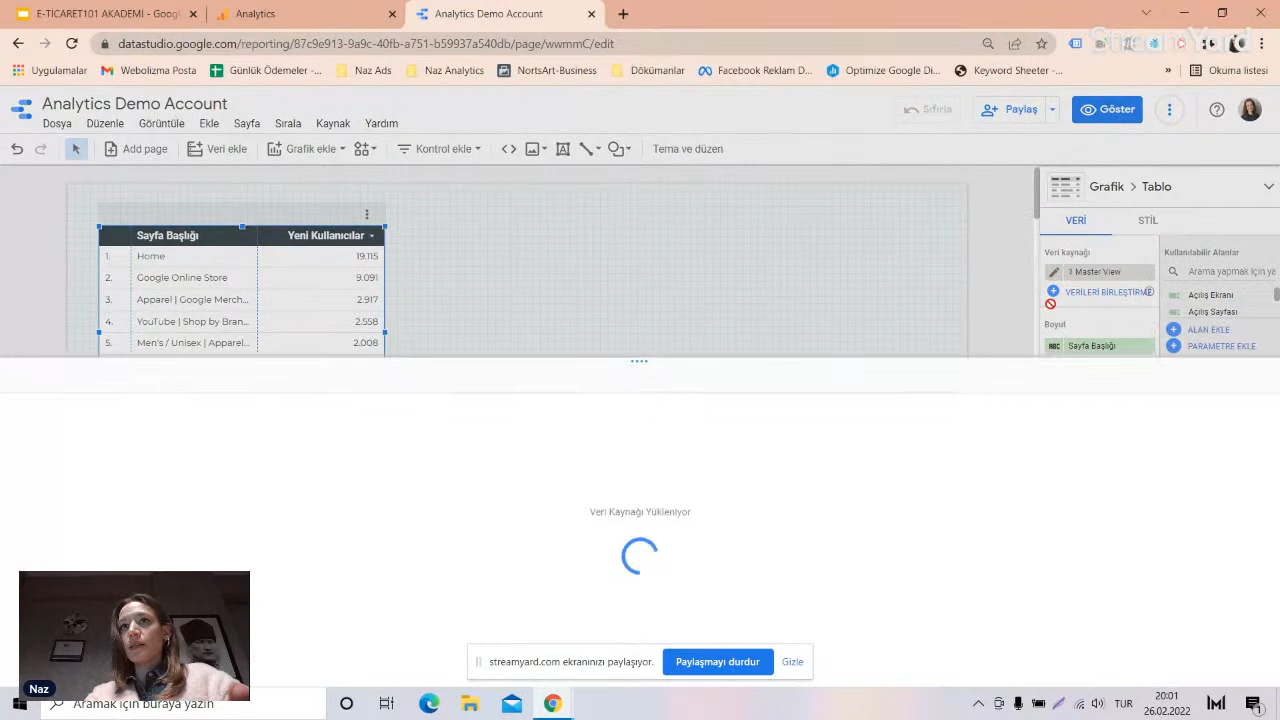 E-TİCARET101 AKADEMİ - Googl
Analytics
Analytics Demo Account
datastudio.google.com/reporting/87c9e913-9a9c-40fb-a751-b59937a540db/page/wwmmC/edit
StreamYard
Uygulamalar
Webolizma Posta
Günlük Ödemeler -...
Naz Ads
Naz Analytics
NortsArt-Business
Dökümanlar
Facebook Reklam D...
Optimize Google Di...
Keyword Sheeter -...
»
Okuma listesi
Analytics Demo Account
Dosya Düzenle Görüntüle Ekle Sayfa Sırala Kaynak Yardım
Sıfırla
Paylaş
Göster
Add page
Veri ekle
Grafik ekle
Kontrol ekle
Tema ve düzen
Grafik > Tablo
VERİ
STİL
Sayfa Başlığı Yeni Kullanıcılar
1. Home 19.115
2. Google Online Store 9.091
3. Apparel | Google Merch... 2.917
4. YouTube | Shop by Bran... 2.558
5. Men's / Unisex | Apparel... 2.008
Veri kaynağı
1 Master View
VERİLERİ BİRLEŞTİRME
Boyut
ABC Sayfa Başlığı
Kullanılabilir Alanlar
Arama yapmak için ya
ABC Açılış Ekranı
ABC Açılış Sayfası
ALAN EKLE
PARAMETRE EKLE
Veri Kaynağı Yükleniyor
streamyard.com ekranınızı paylaşıyor.
Paylaşmayı durdur
Gizle
Naz
Aramak için buraya yazın
TUR
20:01
26.02.2022
1